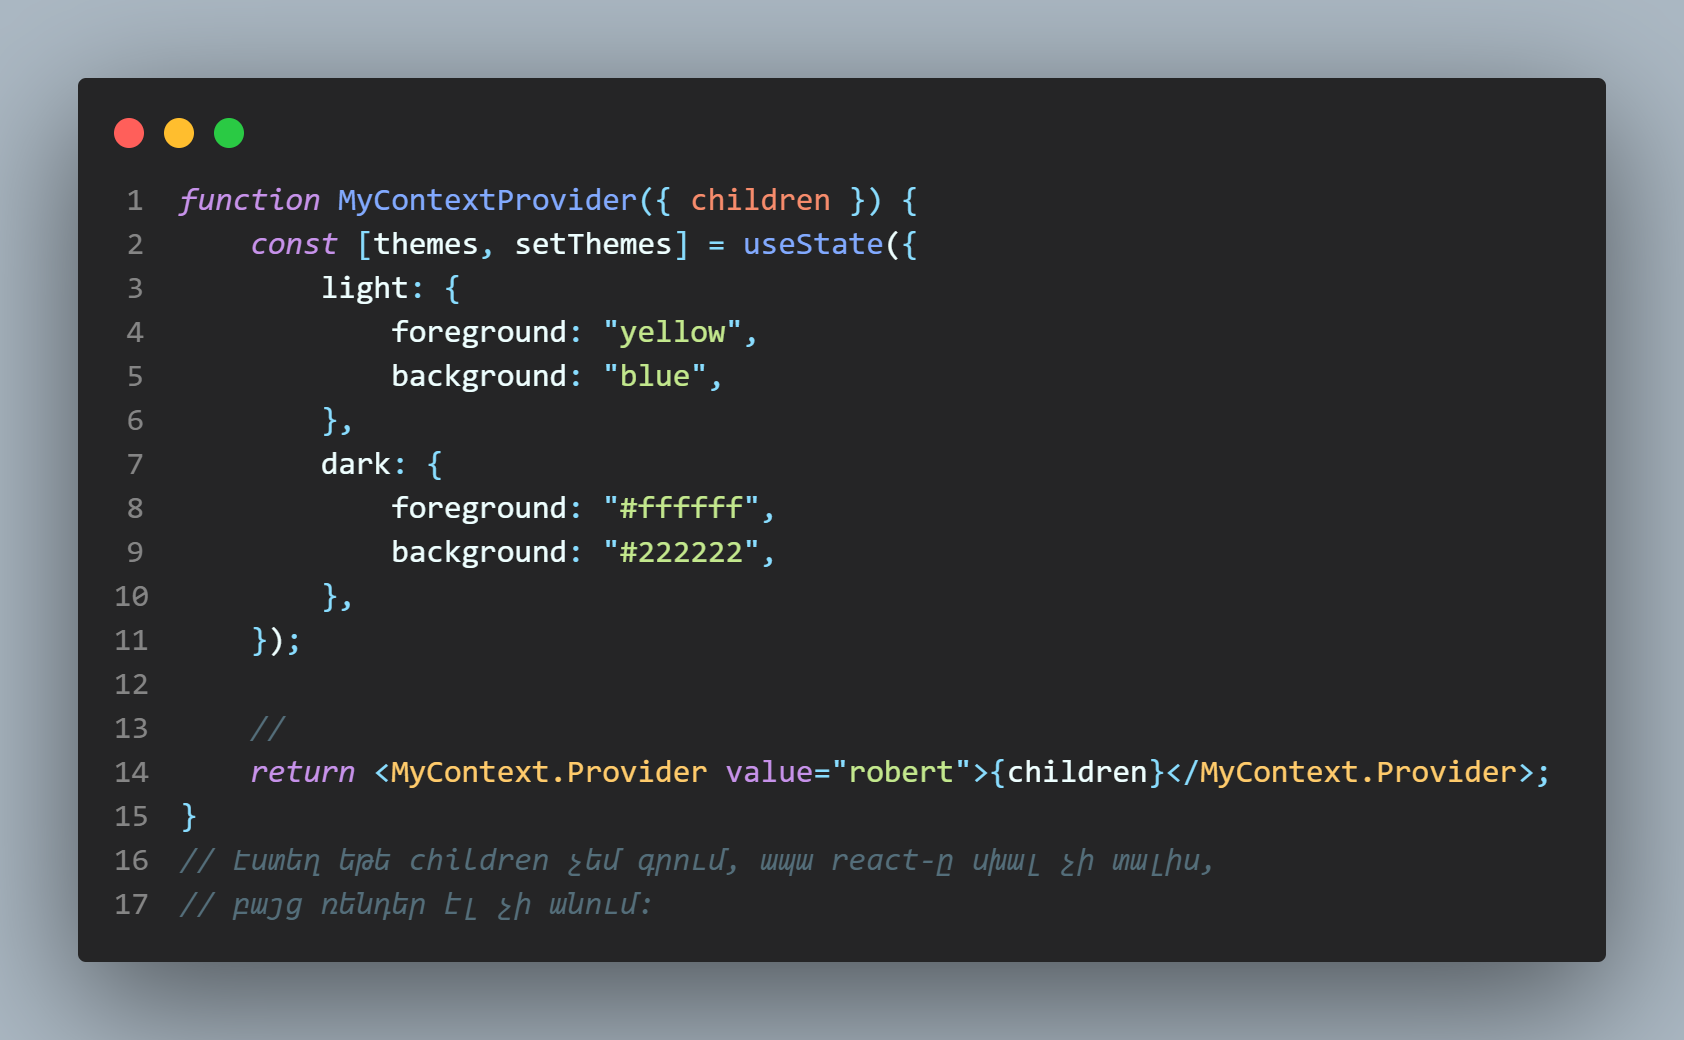 1 function MyContextProvider({ children }) {
2     const [themes, setThemes] = useState({
3         light: {
4             foreground: "yellow",
5             background: "blue",
6         },
7         dark: {
8             foreground: "#ffffff",
9             background: "#222222",
10         },
11     });
12
13     //
14     return <MyContext.Provider value="robert">{children}</MyContext.Provider>;
15 }
16 // Էստեղ եթե children չեմ գրում, ապա react-ը սխալ չի տալիս,
17 // բայց ռենդեր էլ չի անում: